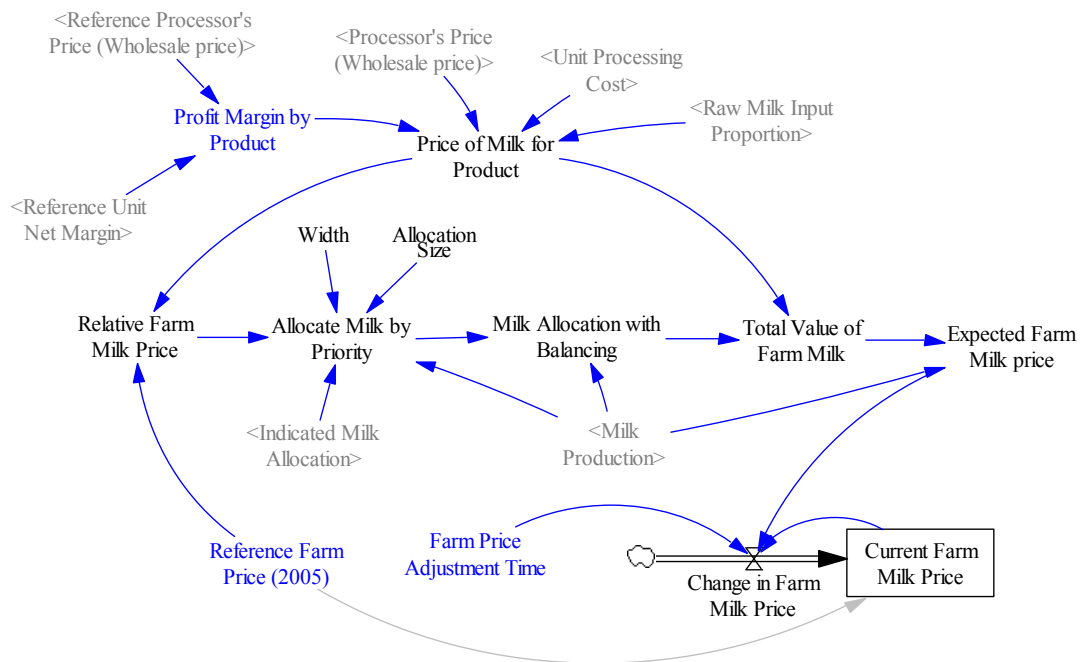 <Reference Processor's
Price (Wholesale price)>
<Processor's Price
(Wholesale price)>
<Unit Processing
Cost>
<Raw Milk Input
Proportion>
Profit Margin by
Product
Price of Milk for
Product
<Reference Unit
Net Margin>
Width
Allocation
Size
Relative Farm
Milk Price
Allocate Milk by
Priority
Milk Allocation with
Balancing
Total Value of
Farm Milk
Expected Farm
Milk price
<Indicated Milk
Allocation>
<Milk
Production>
Reference Farm
Price (2005)
Farm Price
Adjustment Time
Change in Farm
Milk Price
Current Farm
Milk Price